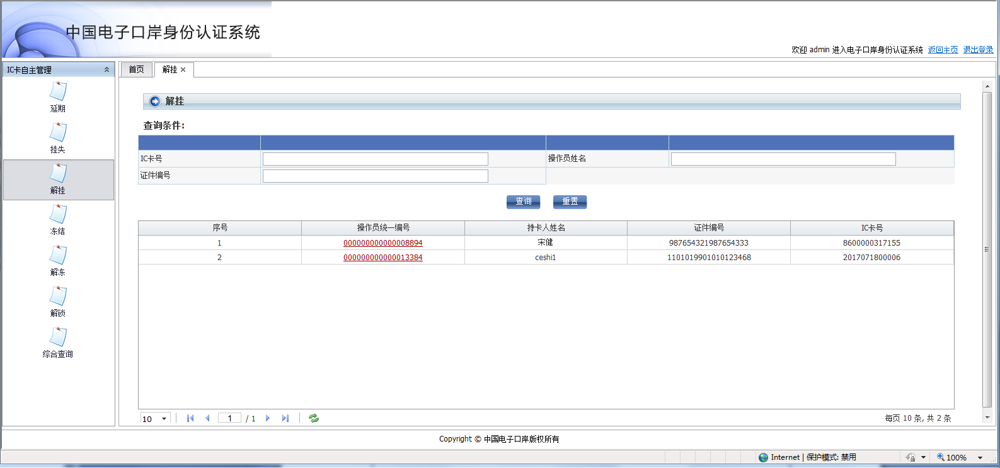 中国电子口岸身份认证系统
欢迎 admin 进入电子口岸身份认证系统 返回主页 退出登录
IC卡自主管理
延期
挂失
解挂
冻结
解冻
解锁
综合查询
首页 解挂
解挂
查询条件:
IC卡号 操作员姓名
证件编号
查询 重置
序号 操作员统一编号 持卡人姓名 证件编号 IC卡号
1 000000000000008894 宋健 987654321987654333 8600000317155
2 000000000000013384 ceshi1 1101019901010123468 2017071800006
10 1 / 1 每页 10 条, 共 2 条
Copyright © 中国电子口岸版权所有
Internet | 保护模式: 禁用 100%